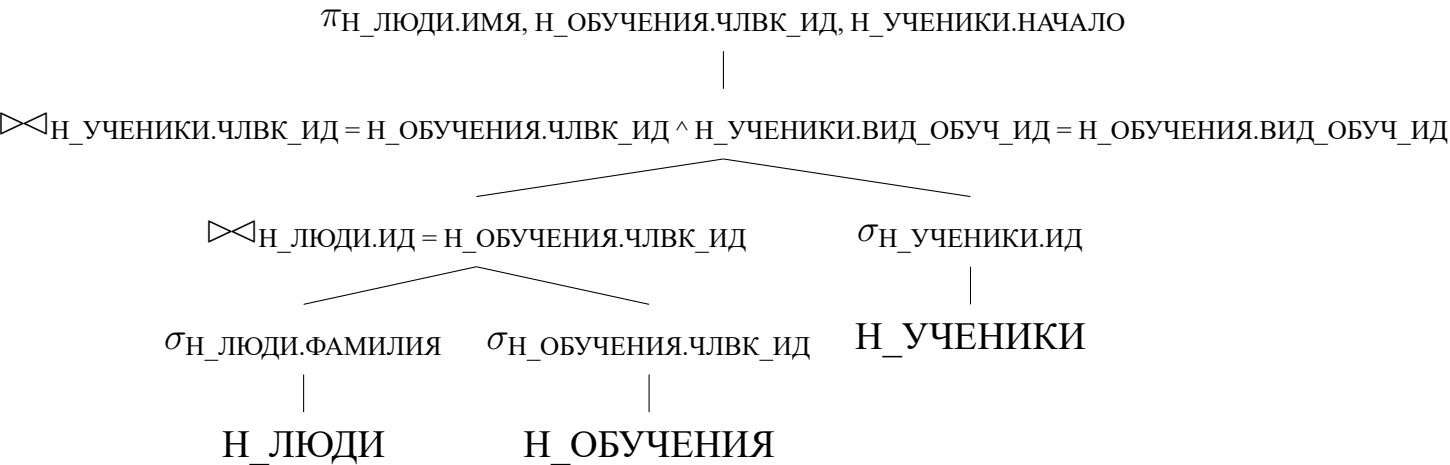 πН_ЛЮДИ.ИМЯ, Н_ОБУЧЕНИЯ.ЧЛВК_ИД, Н_УЧЕНИКИ.НАЧАЛО
⋈Н_УЧЕНИКИ.ЧЛВК_ИД = Н_ОБУЧЕНИЯ.ЧЛВК_ИД ^ Н_УЧЕНИКИ.ВИД_ОБУЧ_ИД = Н_ОБУЧЕНИЯ.ВИД_ОБУЧ_ИД
⋈Н_ЛЮДИ.ИД = Н_ОБУЧЕНИЯ.ЧЛВК_ИД σН_УЧЕНИКИ.ИД
σН_ЛЮДИ.ФАМИЛИЯ σН_ОБУЧЕНИЯ.ЧЛВК_ИД Н_УЧЕНИКИ
Н_ЛЮДИ Н_ОБУЧЕНИЯ